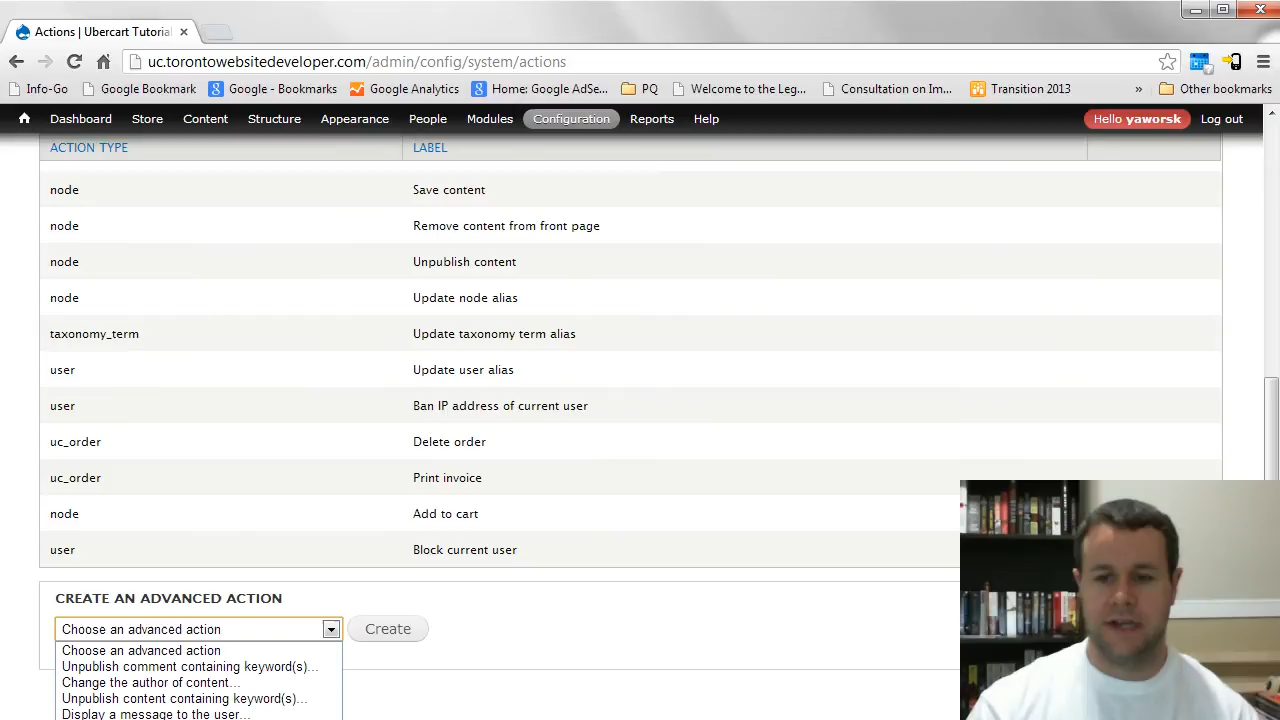 Actions | Ubercart Tutorial
uc.torontowebsitedeveloper.com/admin/config/system/actions
Info-Go
Google Bookmark
Google Bookmarks
Google Analytics
Home: Google AdSe...
PQ
Welcome to the Leg...
Consultation on Im...
Transition 2013
»
Other bookmarks
Dashboard
Store
Content
Structure
Appearance
People
Modules
Configuration
Reports
Help
Hello yaworsk
Log out
ACTION TYPE LABEL
node Save content
node Remove content from front page
node Unpublish content
node Update node alias
taxonomy_term Update taxonomy term alias
user Update user alias
user Ban IP address of current user
uc_order Delete order
uc_order Print invoice
node Add to cart
user Block current user
CREATE AN ADVANCED ACTION
Choose an advanced action
Create
Choose an advanced action
Unpublish comment containing keyword(s)...
Change the author of content...
Unpublish content containing keyword(s)...
Display a message to the user...